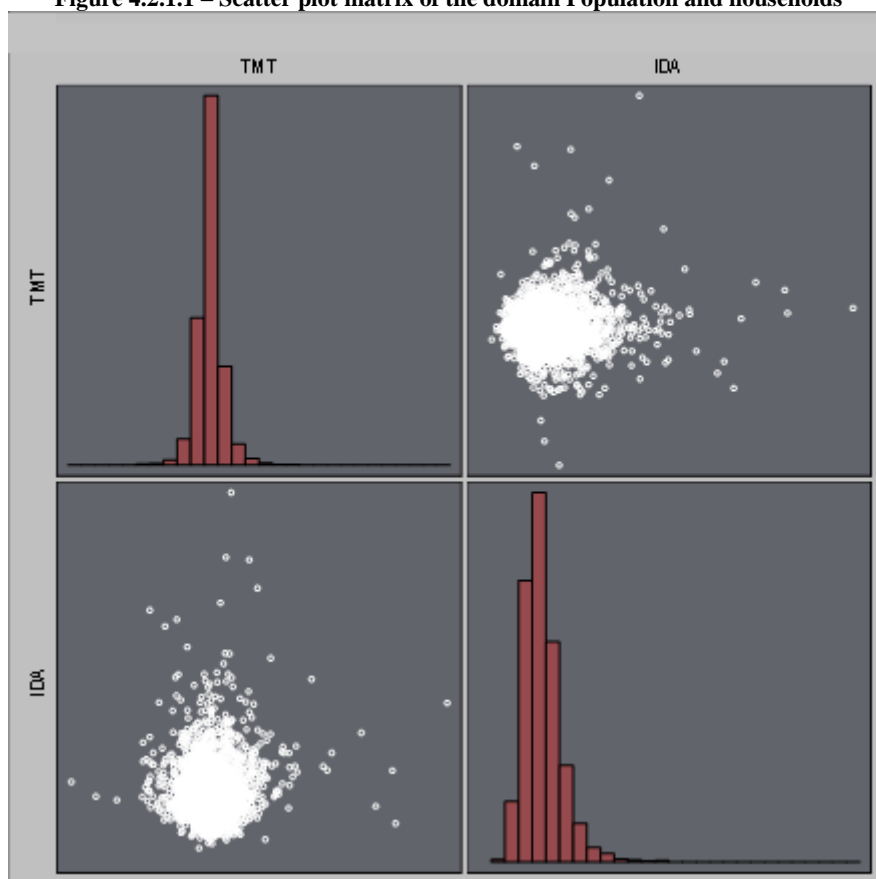 Figure 4.2.1.1 – Scatter plot matrix of the domain Population and households
TMT IDA
TMT
IDA